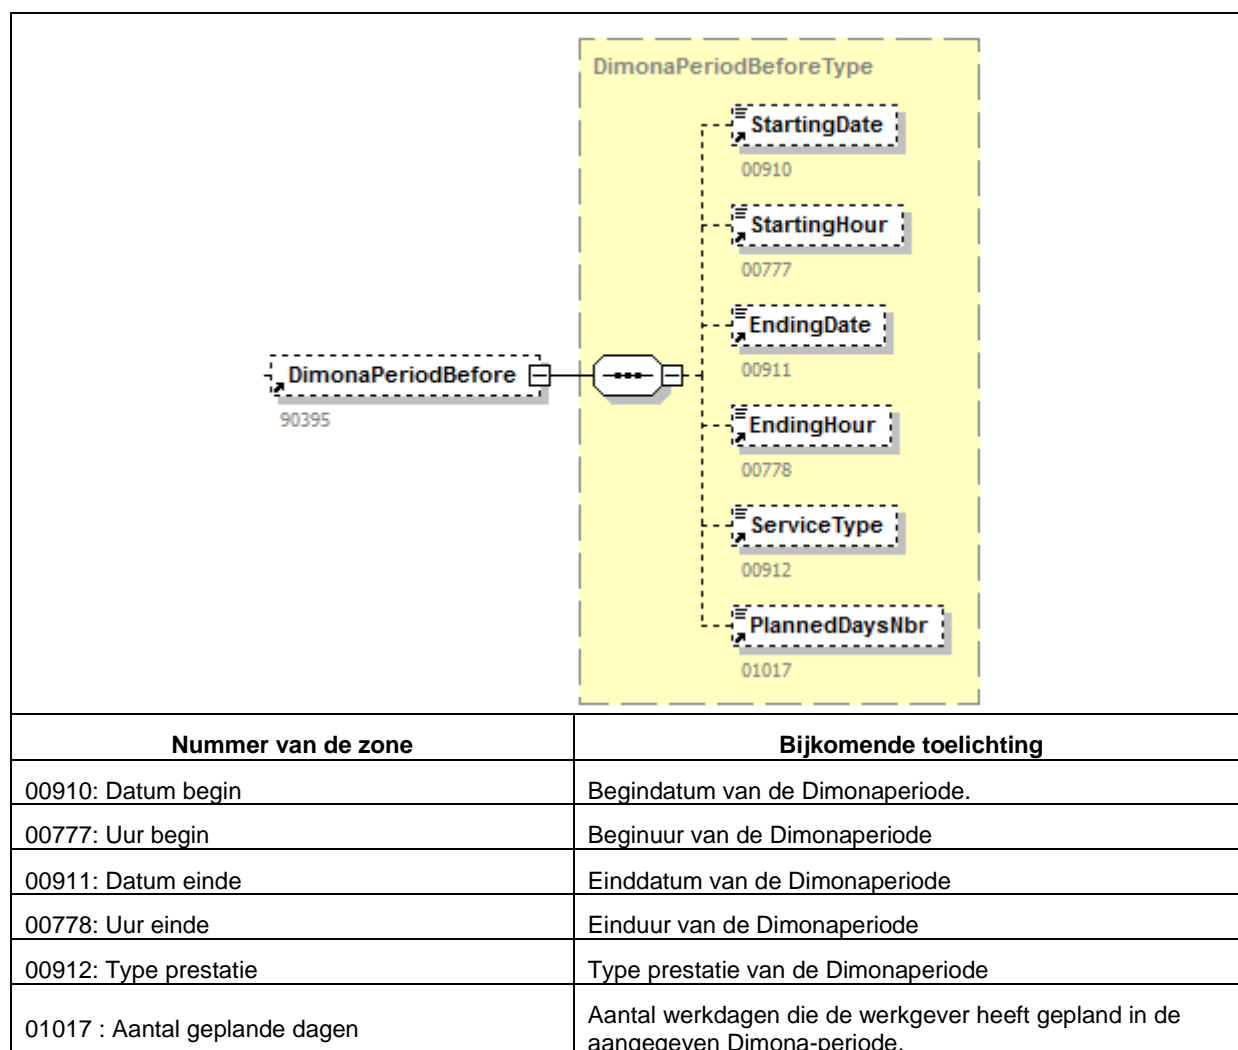 DimonaPeriodBeforeType
StartingDate
00910
StartingHour
00777
EndingDate
00911
DimonaPeriodBefore
90395
EndingHour
00778
ServiceType
00912
PlannedDaysNbr
01017
Nummer van de zone
Bijkomende toelichting
00910: Datum begin
Begindatum van de Dimonaperiode.
00777: Uur begin
Beginuur van de Dimonaperiode
00911: Datum einde
Einddatum van de Dimonaperiode
00778: Uur einde
Einduur van de Dimonaperiode
00912: Type prestatie
Type prestatie van de Dimonaperiode
01017 : Aantal geplande dagen
Aantal werkdagen die de werkgever heeft gepland in de
aangegeven Dimona-periode.